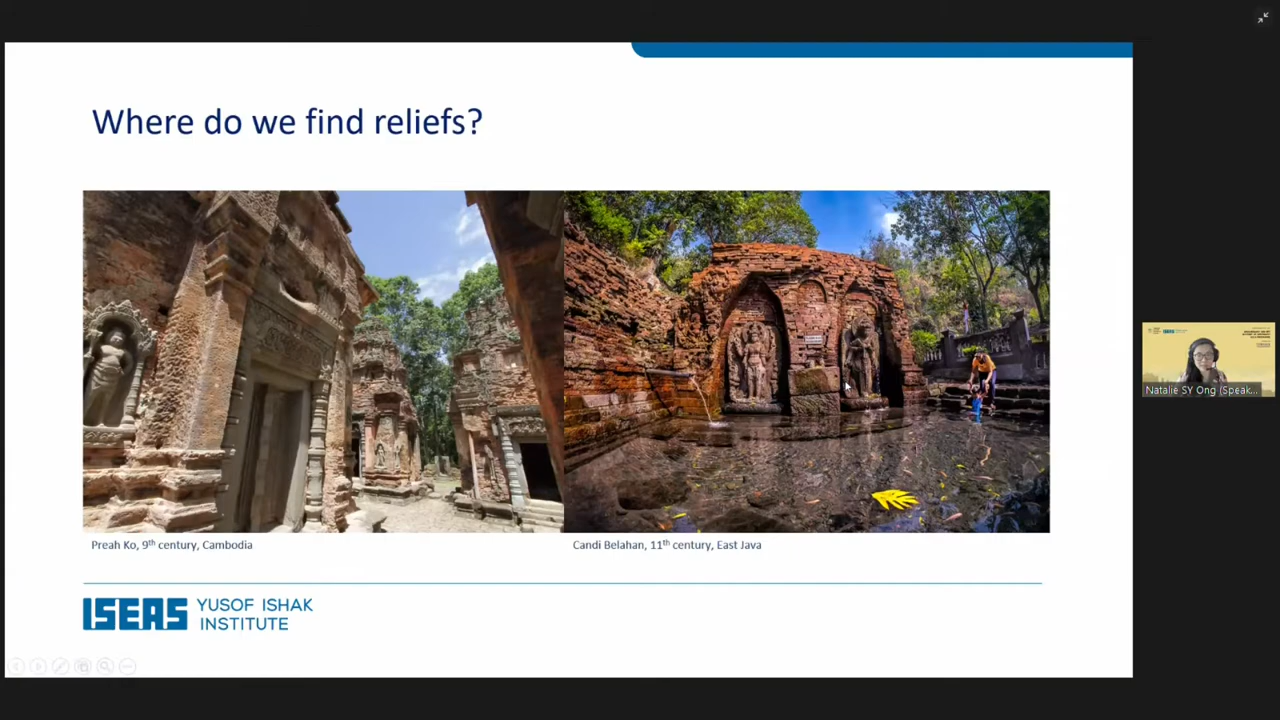 Where do we find reliefs?
Preah Ko, 9th century, Cambodia
Candi Belahan, 11th century, East Java
ISEAS YUSOF ISHAK
INSTITUTE
ISEAS
Natalie SY Ong (Speak...